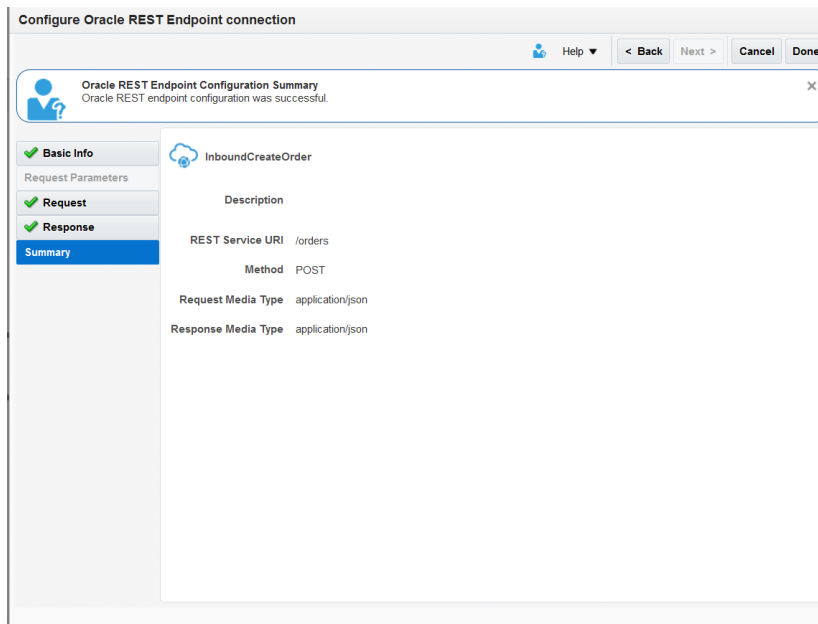 Configure Oracle REST Endpoint connection
Help ▼ < Back Next > Cancel Done
Oracle REST Endpoint Configuration Summary
Oracle REST endpoint configuration was successful.
Basic Info
Request Parameters
Request
Response
Summary
InboundCreateOrder
Description
REST Service URI /orders
Method POST
Request Media Type application/json
Response Media Type application/json